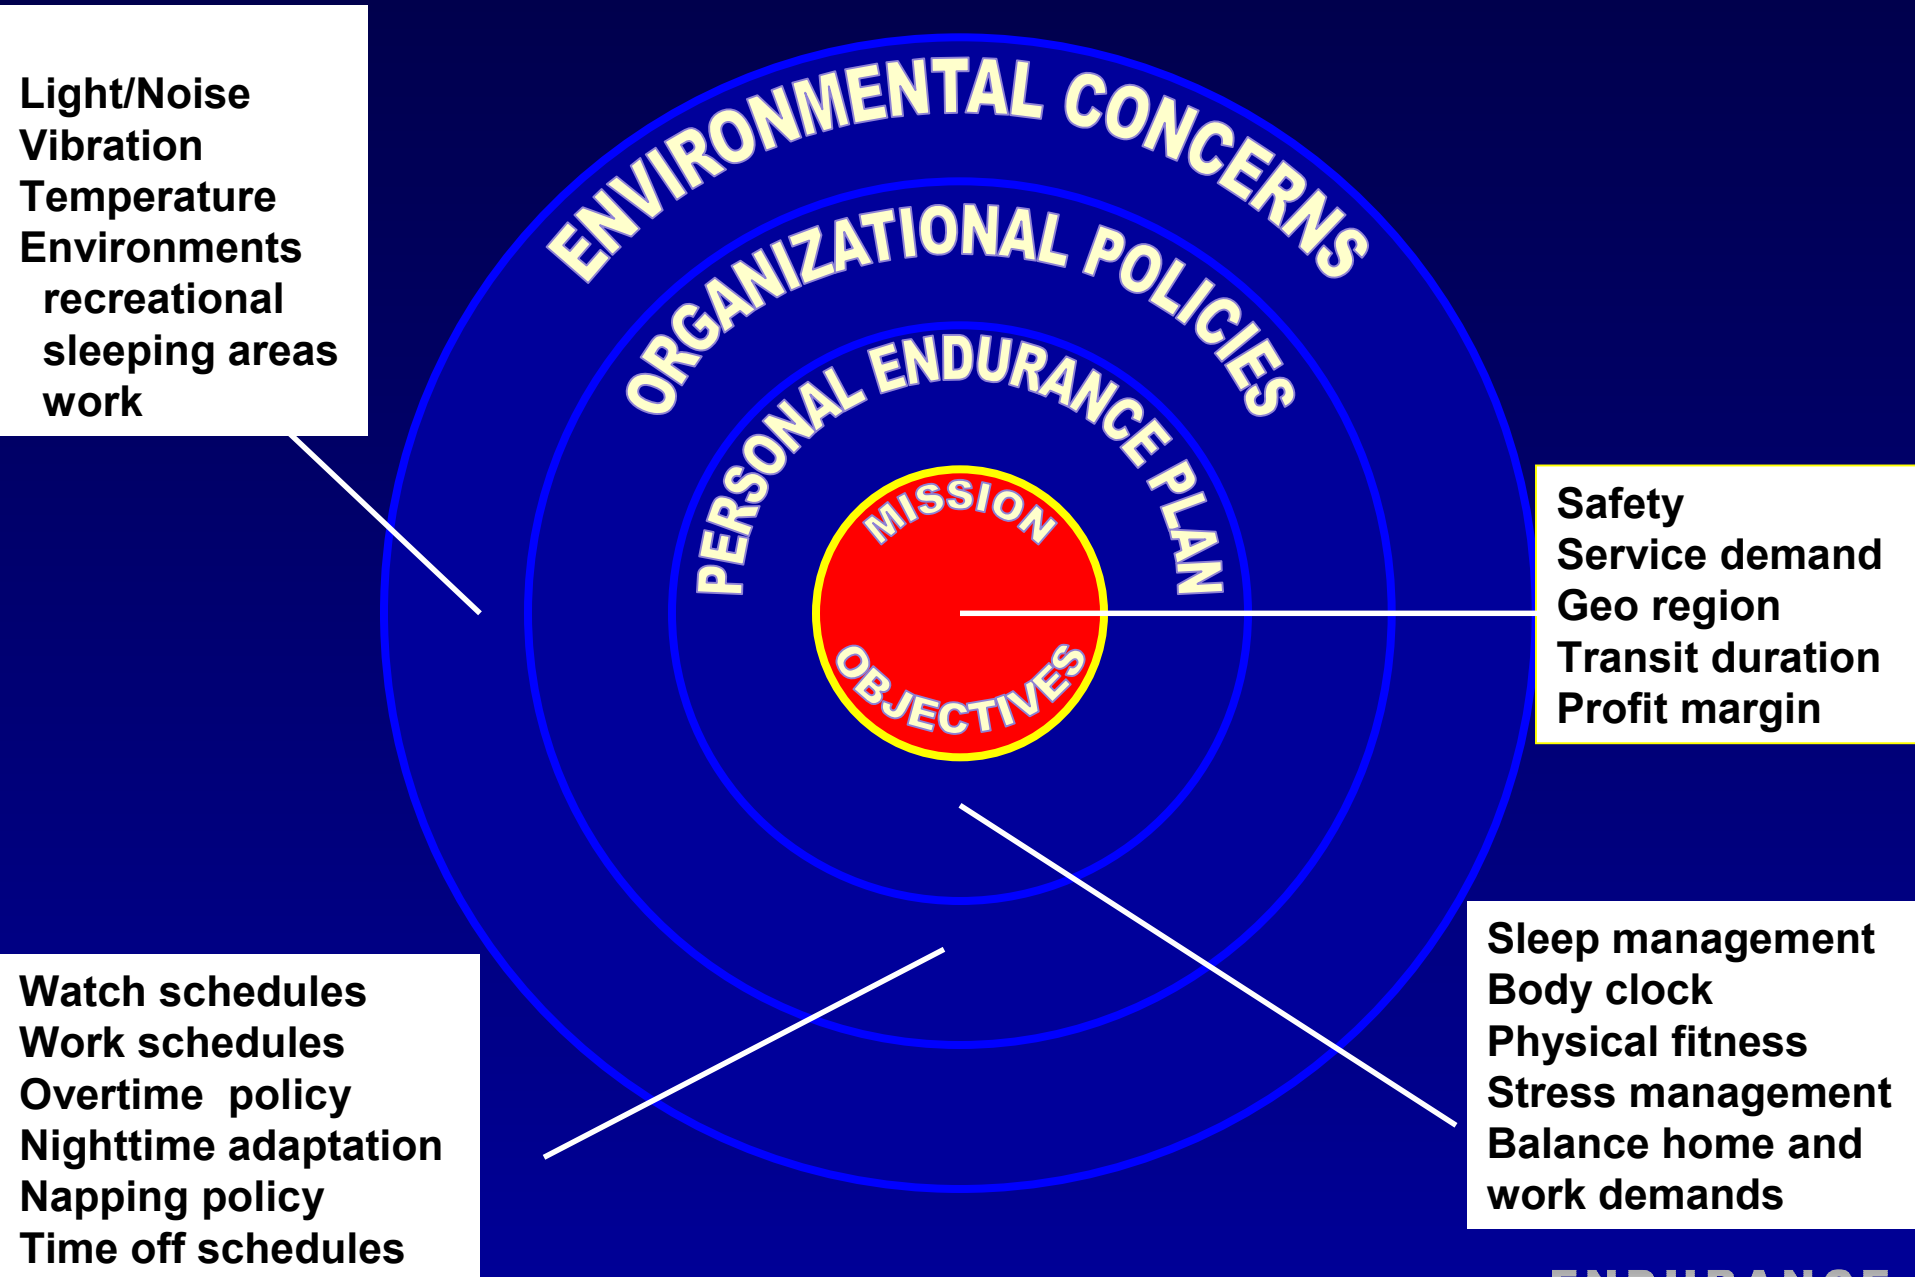 Light/Noise
Vibration
Temperature
Environments
recreational
sleeping areas
work
ENVIRONMENTAL CONCERNS
ORGANIZATIONAL POLICIES
PERSONAL ENDURANCE PLAN
MISSION
OBJECTIVES
Safety
Service demand
Geo region
Transit duration
Profit margin
Watch schedules
Work schedules
Overtime  policy
Nighttime adaptation
Napping policy
Time off schedules
Sleep management
Body clock
Physical fitness
Stress management
Balance home and
work demands
ENDURANCE